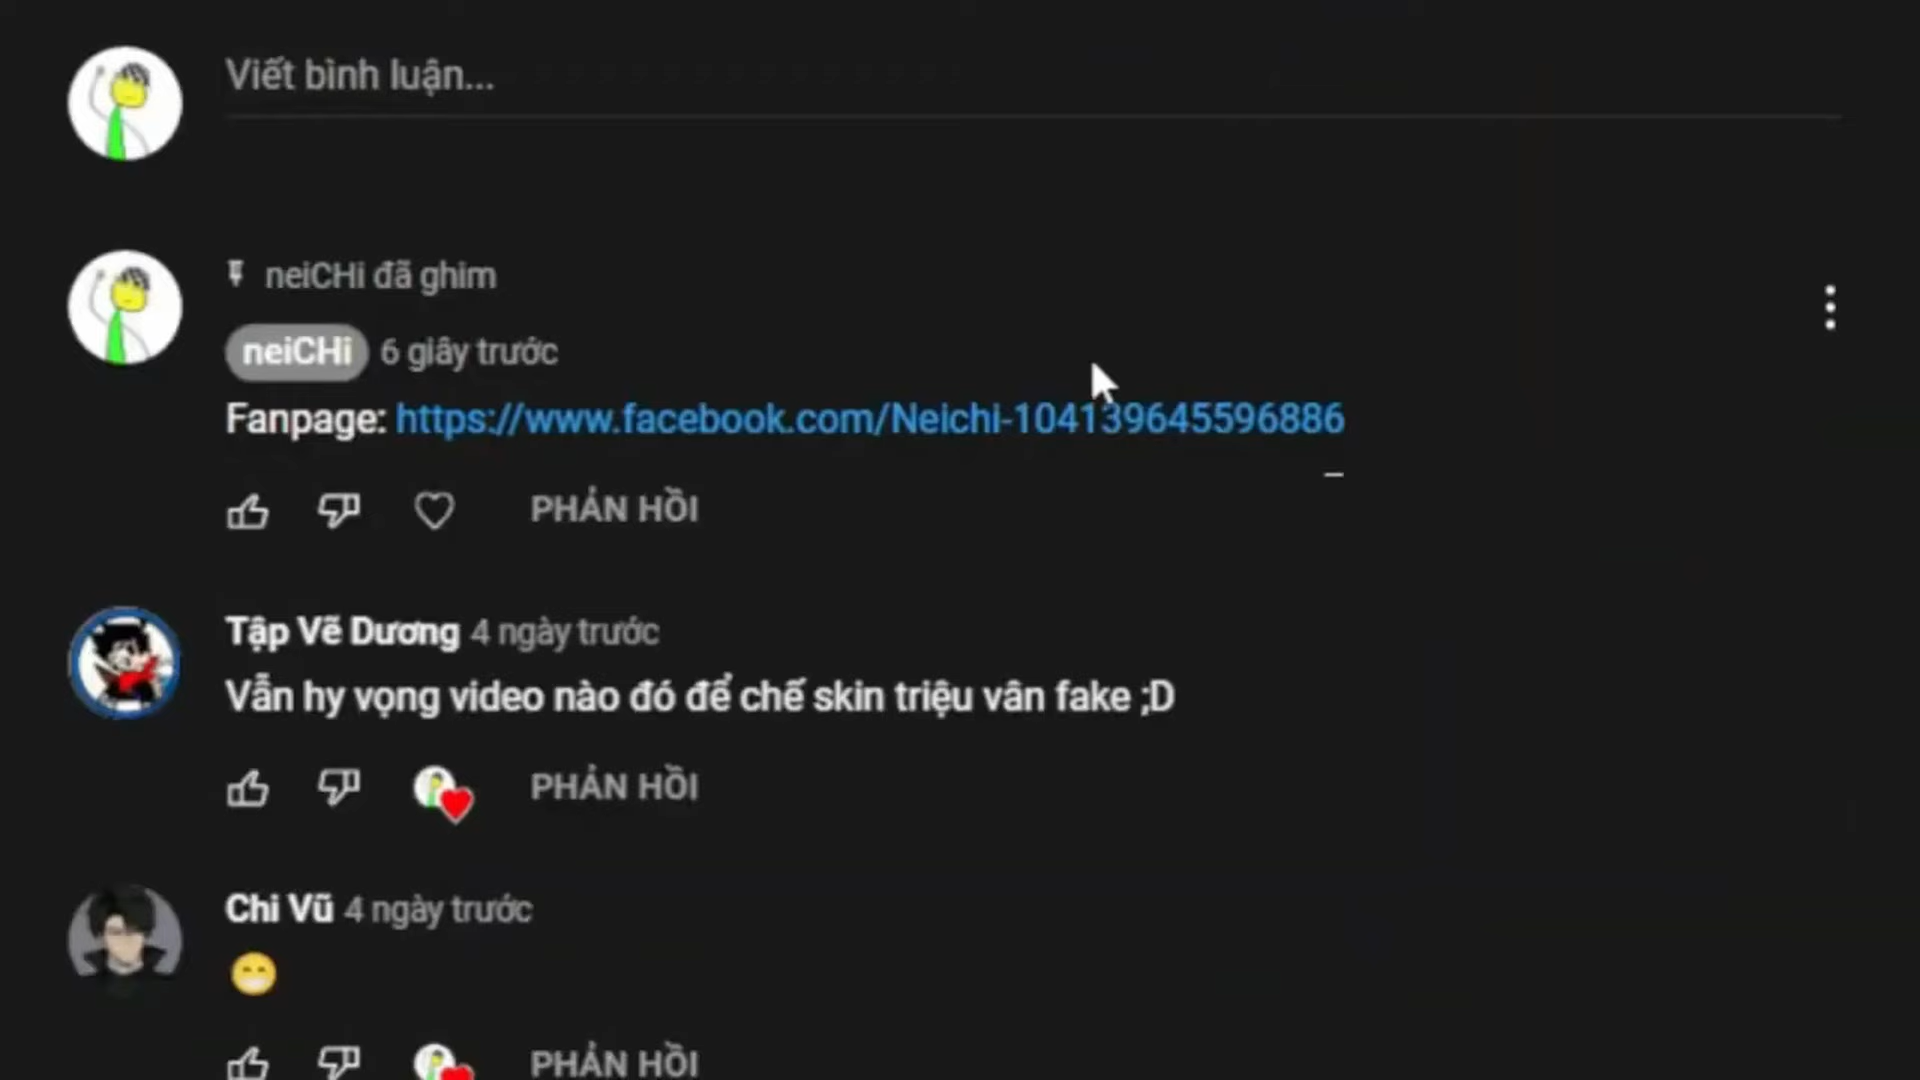 Viết bình luận...
neiCHi đã ghim
neiCHi 6 giây trước
Fanpage: https://www.facebook.com/Neichi-104139645596886
PHẢN HỒI
Tập Vẽ Dương 4 ngày trước
Vẫn hy vọng video nào đó để chế skin triệu vân fake ;D
PHẢN HỒI
Chi Vũ 4 ngày trước
😁
PHẢN HỒI